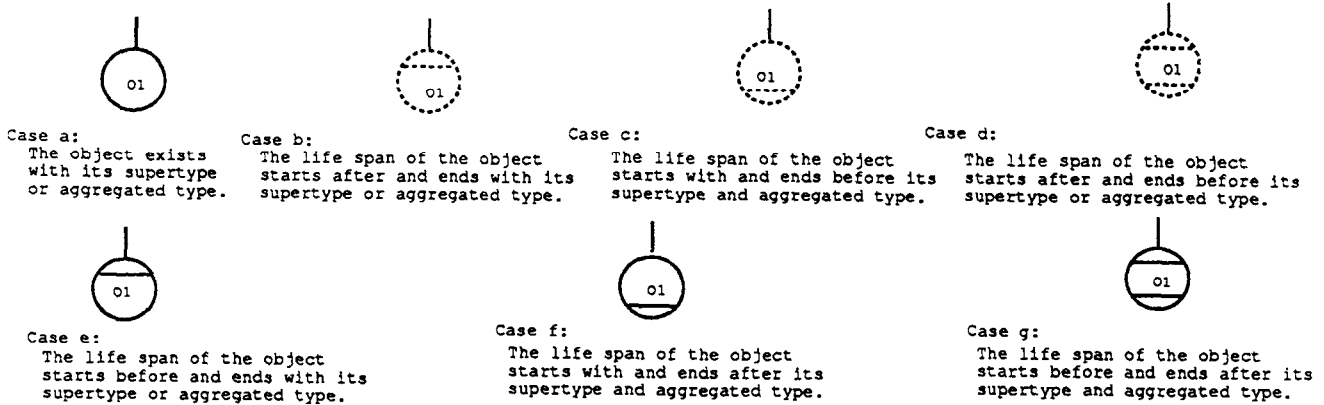 O1
O1
O1
O1
Case a:
The object exists
with its supertype
or aggregated type.
Case b:
The life span of the object
starts after and ends with its
supertype or aggregated type.
Case c:
The life span of the object
starts with and ends before its
supertype and aggregated type.
Case d:
The life span of the object
starts after and ends before its
supertype or aggregated type.
O1
O1
O1
Case e:
The life span of the object
starts before and ends with its
supertype or aggregated type.
Case f:
The life span of the object
starts with and ends after its
supertype and aggregated type.
Case g:
The life span of the object
starts before and ends after its
supertype and aggregated type.